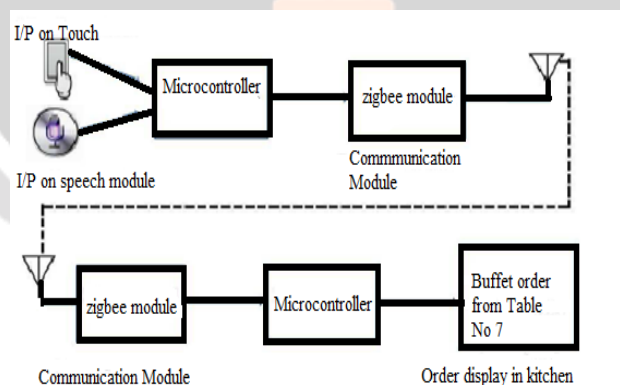 I/P on Touch
Microcontroller
zigbee module
Commmunication
Module
I/P on speech module
zigbee module
Microcontroller
Buffet order
from Table
No 7
Communication Module
Order display in kitchen